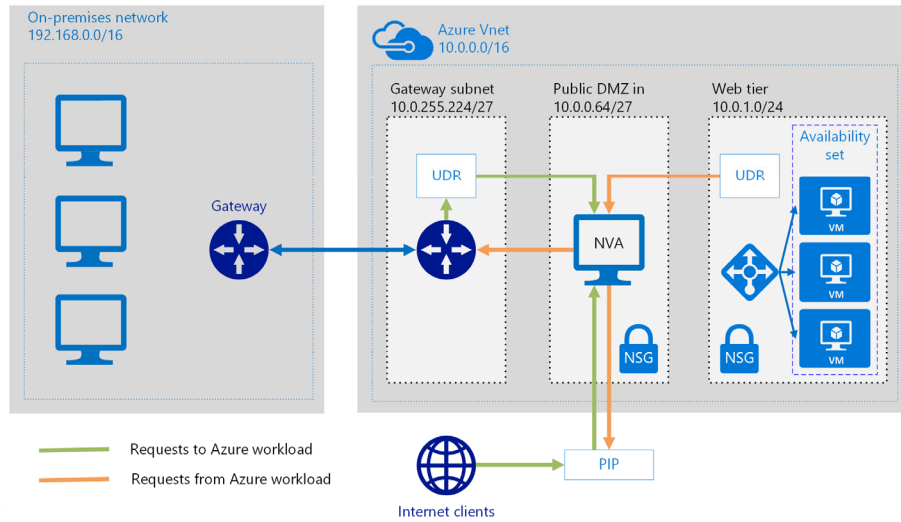 On-premises network
192.168.0.0/16
Gateway
Azure Vnet
10.0.0.0/16
Gateway subnet
10.0.255.224/27
UDR
Public DMZ in
10.0.0.64/27
NVA
NSG
Web tier
10.0.1.0/24
UDR
NSG
Availability
set
VM
VM
VM
Requests to Azure workload
Requests from Azure workload
Internet clients
PIP